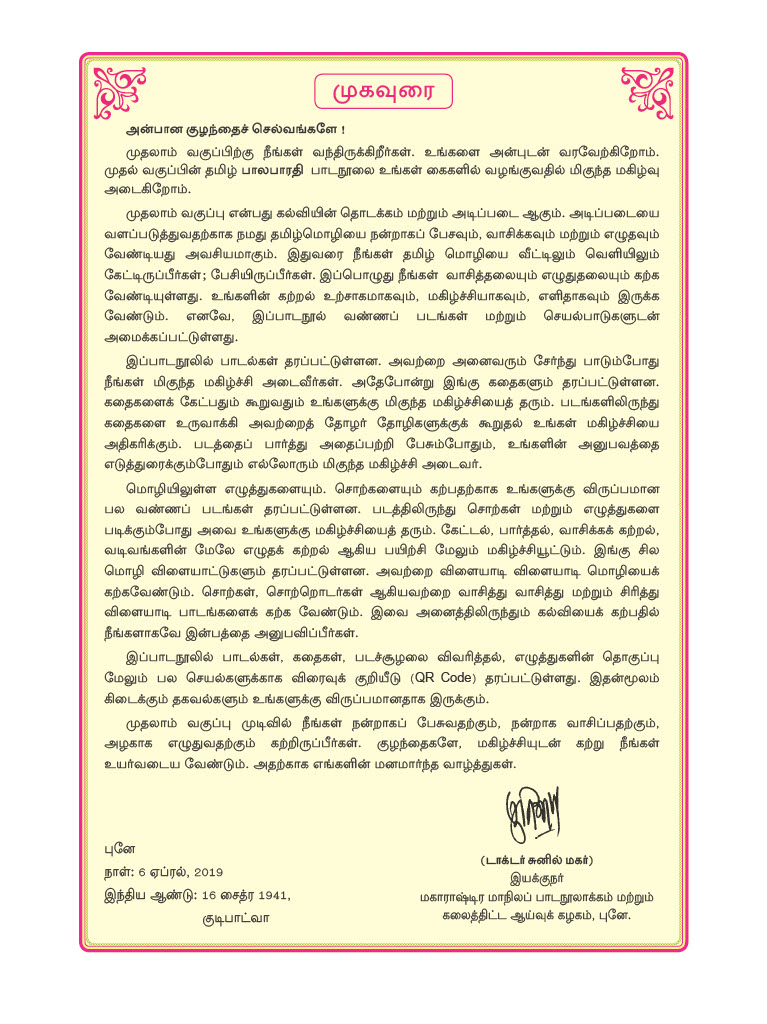 முகவுரை
அன்பான குழந்தைச் செல்வங்களே !
முதலாம் வகுப்பிற்கு நீங்கள் வந்திருக்கிறீர்கள். உங்களை அன்புடன் வரவேற்கிறோம்.
முதல் வகுப்பின் தமிழ் பாலபாரதி பாடநூலை உங்கள் கைகளில் வழங்குவதில் மிகுந்த மகிழ்வு
அடைகிறோம்.
முதலாம் வகுப்பு என்பது கல்வியின் தொடக்கம் மற்றும் அடிப்படை ஆகும். அடிப்படையை
வளப்படுத்துவதற்காக நமது தமிழ்மொழியை நன்றாகப் பேசவும், வாசிக்கவும் மற்றும் எழுதவும்
வேண்டியது அவசியமாகும். இதுவரை நீங்கள் தமிழ் மொழியை வீட்டிலும் வெளியிலும்
கேட்டிருப்பீர்கள்; பேசியிருப்பீர்கள். இப்பொழுது நீங்கள் வாசித்தலையும் எழுதுதலையும் கற்க
வேண்டியுள்ளது. உங்களின் கற்றல் உற்சாகமாகவும், மகிழ்ச்சியாகவும், எளிதாகவும் இருக்க
வேண்டும். எனவே, இப்பாடநூல் வண்ணப் படங்கள் மற்றும் செயல்பாடுகளுடன்
அமைக்கப்பட்டுள்ளது.
இப்பாடநூலில் பாடல்கள் தரப்பட்டுள்ளன. அவற்றை அனைவரும் சேர்ந்து பாடும்போது
நீங்கள் மிகுந்த மகிழ்ச்சி அடைவீர்கள். அதேபோன்று இங்கு கதைகளும் தரப்பட்டுள்ளன.
கதைகளைக் கேட்பதும் கூறுவதும் உங்களுக்கு மிகுந்த மகிழ்ச்சியைத் தரும். படங்களிலிருந்து
கதைகளை உருவாக்கி அவற்றைத் தோழர் தோழிகளுக்குக் கூறுதல் உங்கள் மகிழ்ச்சியை
அதிகரிக்கும். படத்தைப் பார்த்து அதைப்பற்றி பேசும்போதும், உங்களின் அனுபவத்தை
எடுத்துரைக்கும்போதும் எல்லோரும் மிகுந்த மகிழ்ச்சி அடைவர்.
மொழியிலுள்ள எழுத்துகளையும். சொற்களையும் கற்பதற்காக உங்களுக்கு விருப்பமான
பல வண்ணப் படங்கள் தரப்பட்டுள்ளன. படத்திலிருந்து சொற்கள் மற்றும் எழுத்துகளை
படிக்கும்போது அவை உங்களுக்கு மகிழ்ச்சியைத் தரும். கேட்டல், பார்த்தல், வாசிக்கக் கற்றல்,
வடிவங்களின் மேலே எழுதக் கற்றல் ஆகிய பயிற்சி மேலும் மகிழ்ச்சியூட்டும். இங்கு சில
மொழி விளையாட்டுகளும் தரப்பட்டுள்ளன. அவற்றை விளையாடி விளையாடி மொழியைக்
கற்கவேண்டும். சொற்கள், சொற்றொடர்கள் ஆகியவற்றை வாசித்து வாசித்து மற்றும் சிரித்து
விளையாடி பாடங்களைக் கற்க வேண்டும். இவை அனைத்திலிருந்தும் கல்வியைக் கற்பதில்
நீங்களாகவே இன்பத்தை அனுபவிப்பீர்கள்.
இப்பாடநூலில் பாடல்கள், கதைகள், படச்சூழலை விவரித்தல், எழுத்துகளின் தொகுப்பு
மேலும் பல செயல்களுக்காக விரைவுக் குறியீடு (QR Code) தரப்பட்டுள்ளது. இதன்மூலம்
கிடைக்கும் தகவல்களும் உங்களுக்கு விருப்பமானதாக இருக்கும்.
முதலாம் வகுப்பு முடிவில் நீங்கள் நன்றாகப் பேசுவதற்கும், நன்றாக வாசிப்பதற்கும்,
அழகாக எழுதுவதற்கும் கற்றிருப்பீர்கள். குழந்தைகளே, மகிழ்ச்சியுடன் கற்று நீங்கள்
உயர்வடைய வேண்டும். அதற்காக எங்களின் மனமார்ந்த வாழ்த்துகள்.
புனே
நாள்: 6 ஏப்ரல், 2019
இந்திய ஆண்டு: 16 சைத்ர 1941,
குடிபாட்வா
(டாக்டர் சுனில் மகர்)
இயக்குநர்
மகாராஷ்டிர மாநிலப் பாடநூலாக்கம் மற்றும்
கலைத்திட்ட ஆய்வுக் கழகம், புனே.